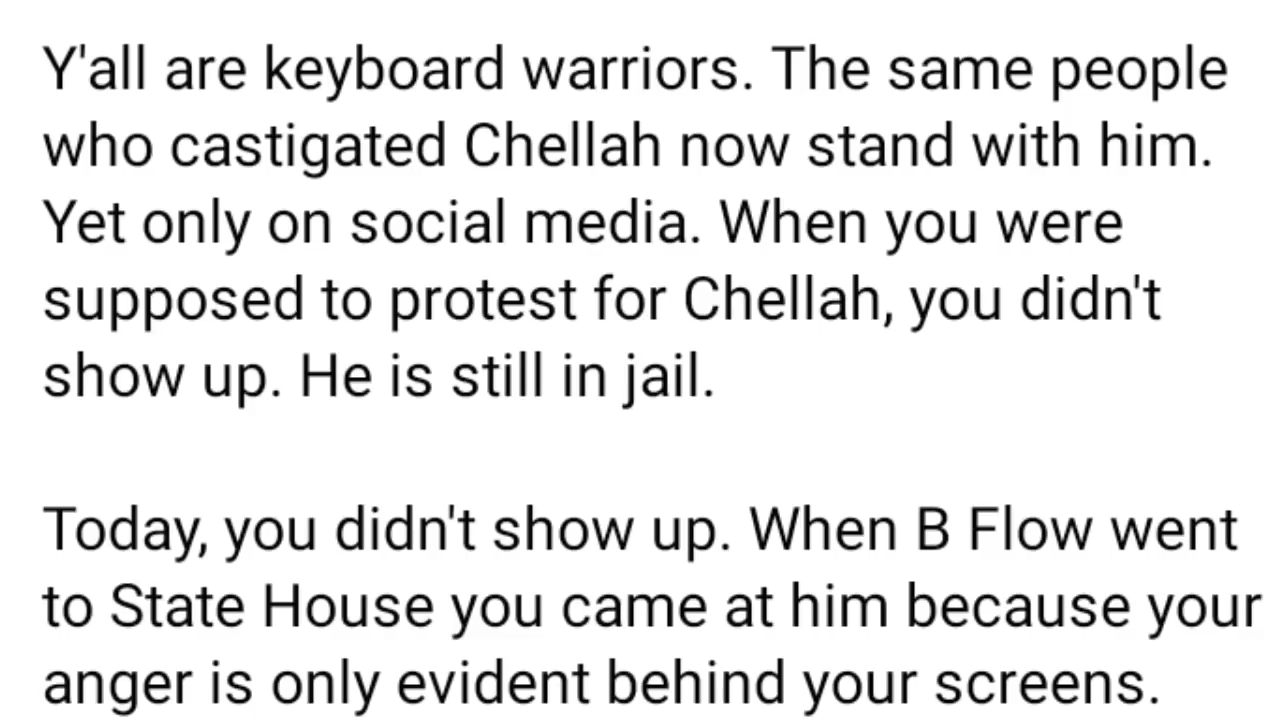 Y'all are keyboard warriors. The same people
who castigated Chellah now stand with him.
Yet only on social media. When you were
supposed to protest for Chellah, you didn't
show up. He is still in jail.
Today, you didn't show up. When B Flow went
to State House you came at him because your
anger is only evident behind your screens.